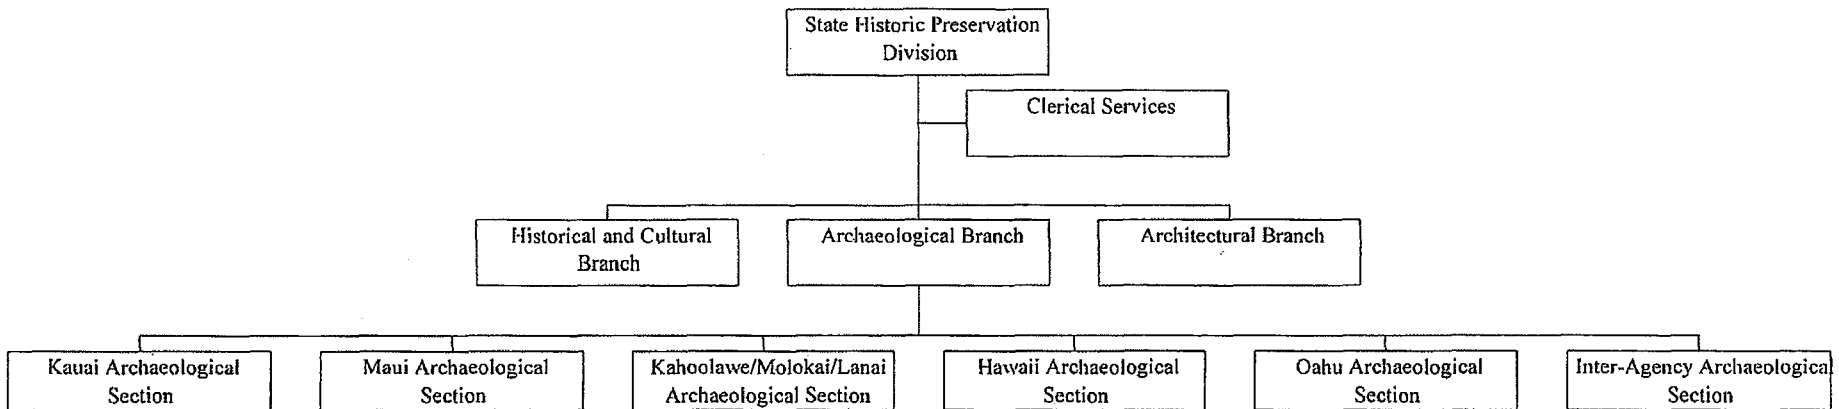 State Historic Preservation
Division
Clerical Services
Historical and Cultural
Branch
Archaeological Branch
Architectural Branch
Kauai Archaeological
Section
Maui Archaeological
Section
Kahoolawe/Molokai/Lanai
Archaeological Section
Hawaii Archaeological
Section
Oahu Archaeological
Section
Inter-Agency Archaeological
Section